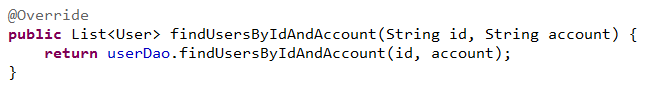 @Override
public List<User> findUsersByIdAndAccount(String id, String account) {
    return userDao.findUsersByIdAndAccount(id, account);
}